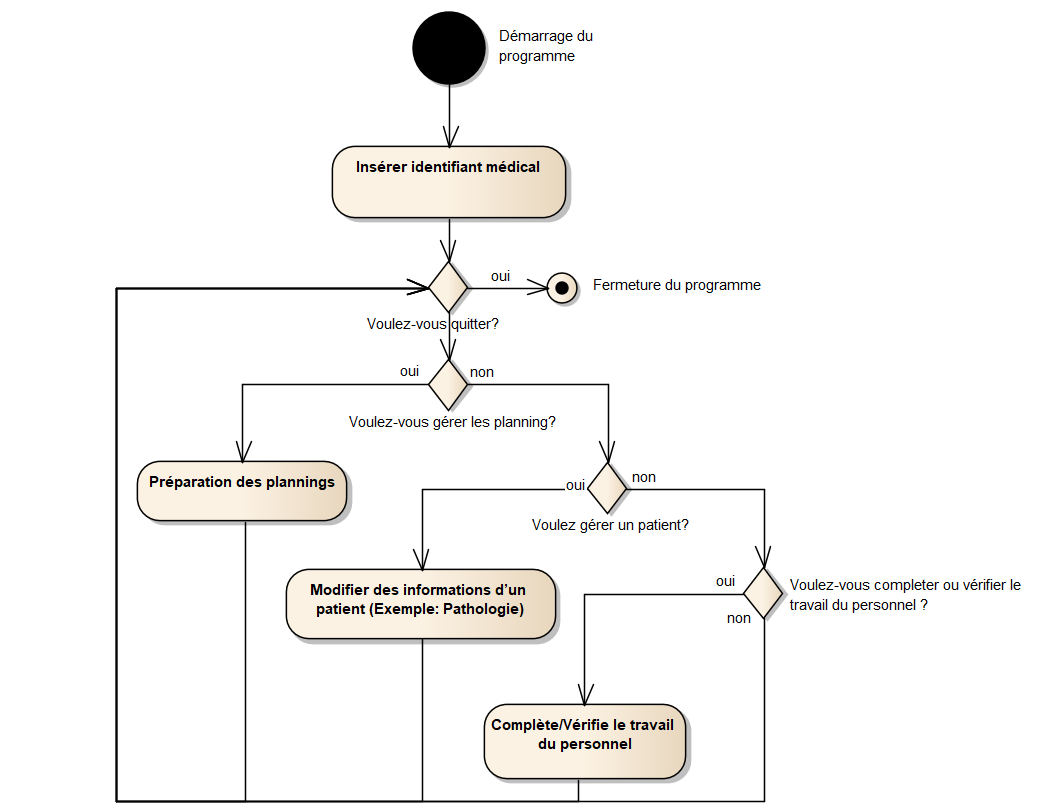 Démarrage du
programme
Insérer identifiant médical
oui
Fermeture du programme
Voulez-vous quitter?
oui
non
Voulez-vous gérer les planning?
Préparation des plannings
oui
non
Voulez gérer un patient?
Modifier des informations d'un
patient (Exemple: Pathologie)
oui
non
Voulez-vous completer ou vérifier le
travail du personnel ?
Complète/Vérifie le travail
du personnel